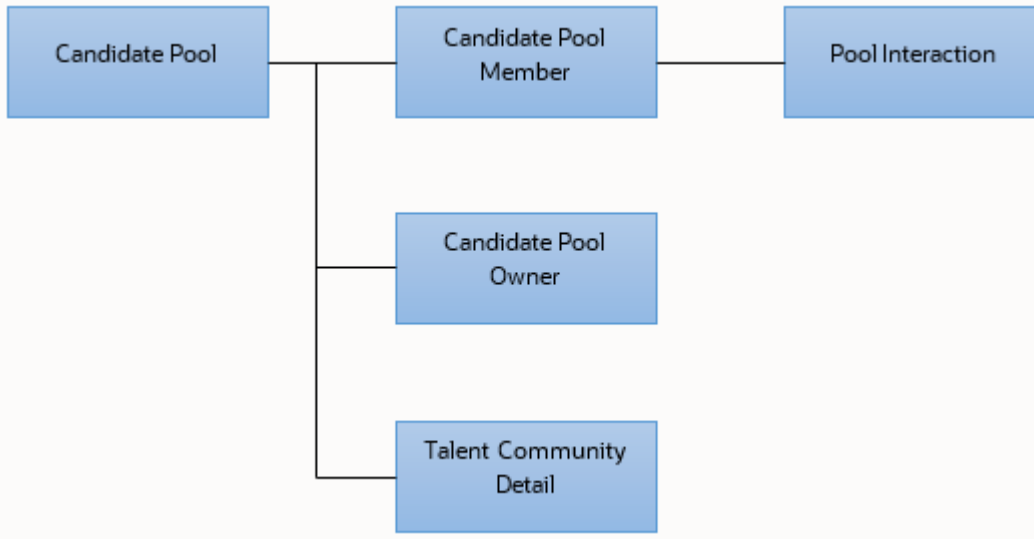 Candidate Pool
Candidate Pool
Member
Pool Interaction
Candidate Pool
Owner
Talent Community
Detail